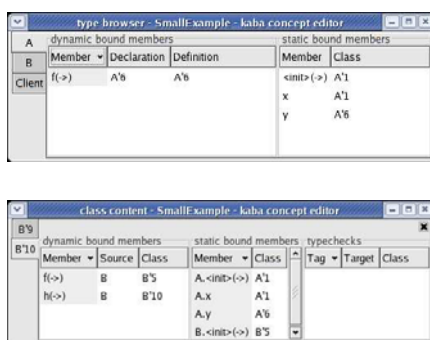 type browser - SmallExample - kaba concept editor
A
B
Client
dynamic bound members
static bound members
Member Declaration Definition
Member Class
f(->) A'6 A'6
<init>(->) A'1
x A'1
y A'6
class content - SmallExample - kaba concept editor
B'9
B'10
dynamic bound members static bound members typechecks
Member Source Class Member Class Tag Target Class
f(->) B B'5 A.<init>(->) A'1
h(->) B B'10 A.x A'1
A.y A'6
B.<init>(->) B'5